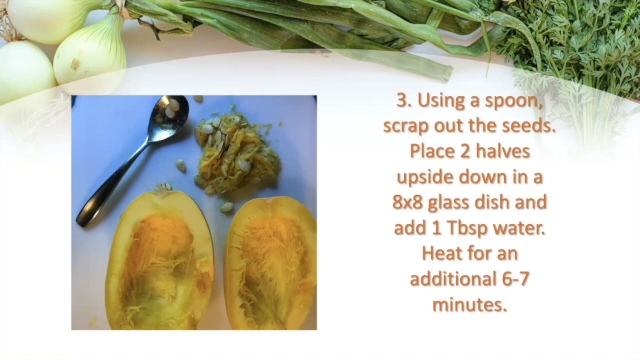 3. Using a spoon,
scrap out the seeds.
Place 2 halves
upside down in a
8x8 glass dish and
add 1 Tbsp water.
Heat for an
additional 6-7
minutes.